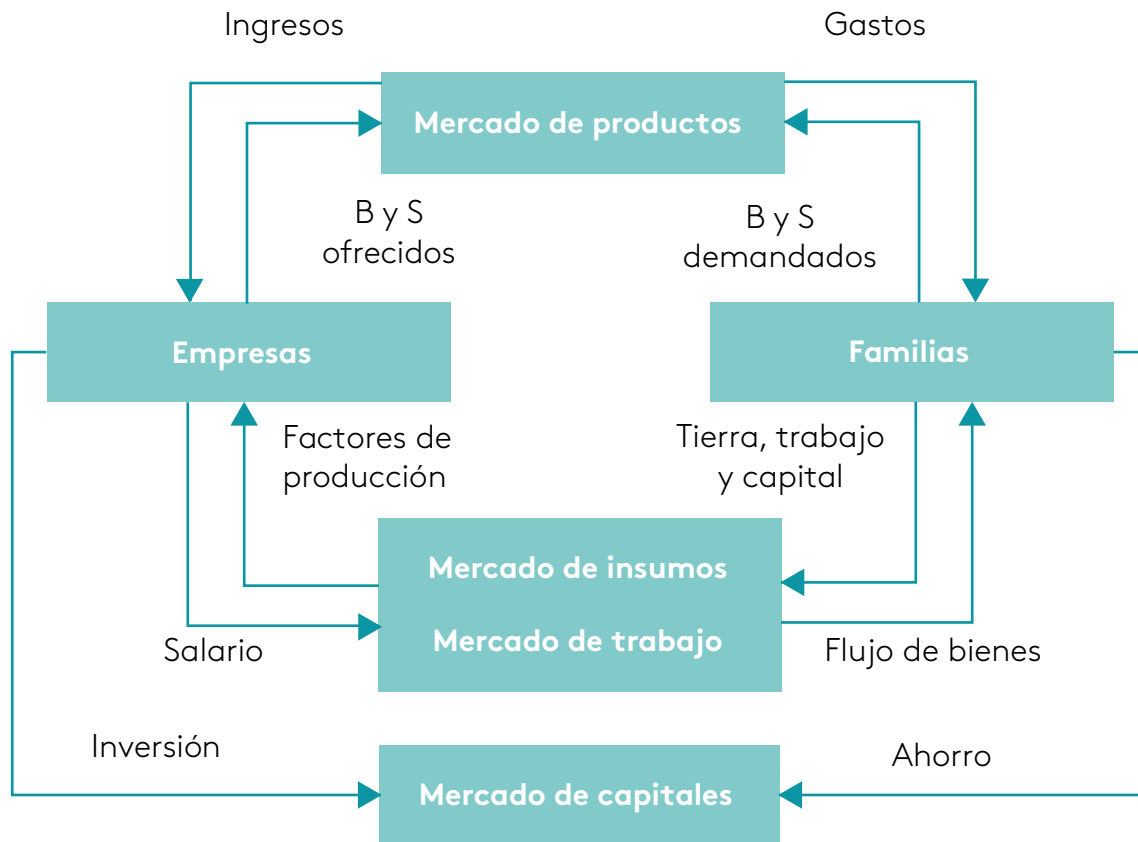 Ingresos
Gastos
Mercado de productos
B y S
ofrecidos
B y S
demandados
Empresas
Familias
Factores de
producción
Tierra, trabajo
y capital
Mercado de insumos
Mercado de trabajo
Salario
Flujo de bienes
Inversión
Ahorro
Mercado de capitales